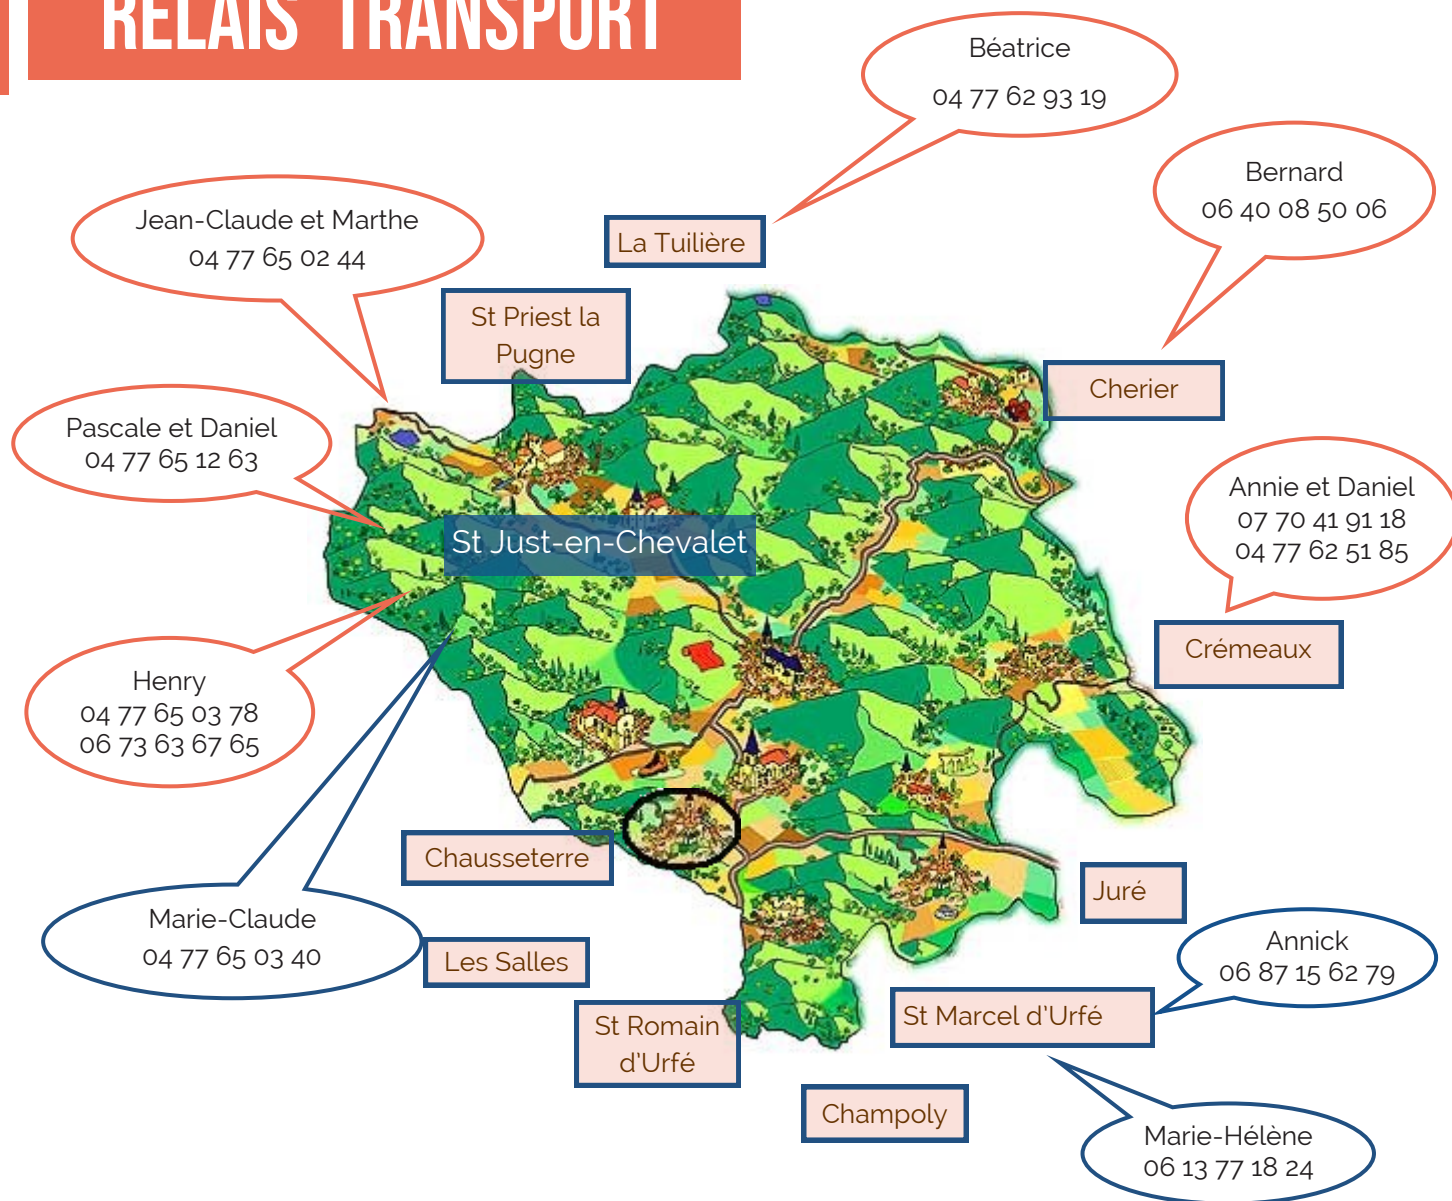 RELAIS TRANSPORT
Béatrice
04 77 62 93 19
Bernard
06 40 08 50 06
Jean-Claude et Marthe
04 77 65 02 44
La Tuilière
St Priest la
Pugne
Cherier
Pascale et Daniel
04 77 65 12 63
Annie et Daniel
07 70 41 91 18
04 77 62 51 85
St Just-en-Chevalet
Crémeaux
Henry
04 77 65 03 78
06 73 63 67 65
Chausseterre
Juré
Marie-Claude
04 77 65 03 40
Les Salles
Annick
06 87 15 62 79
St Romain
d'Urfé
St Marcel d'Urfé
Champoly
Marie-Hélène
06 13 77 18 24